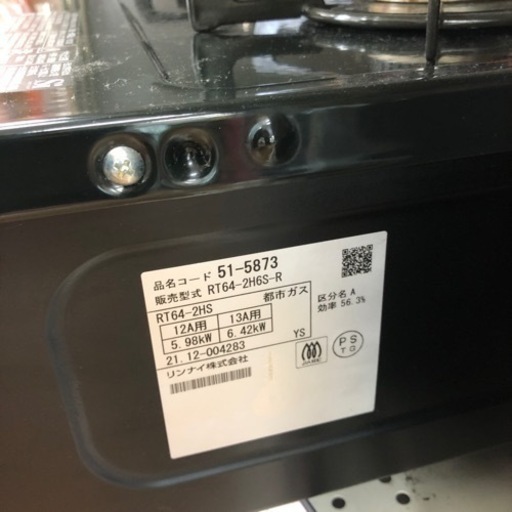 品名コード 51-5873
販売型式 RT64-2H6S-R
RT64-2HS 都市ガス
12A用 13A用
5.98kW 6.42kW
21.12-004283 YS
リンナイ株式会社
区分名 A
効率 56.3%
PS
TG